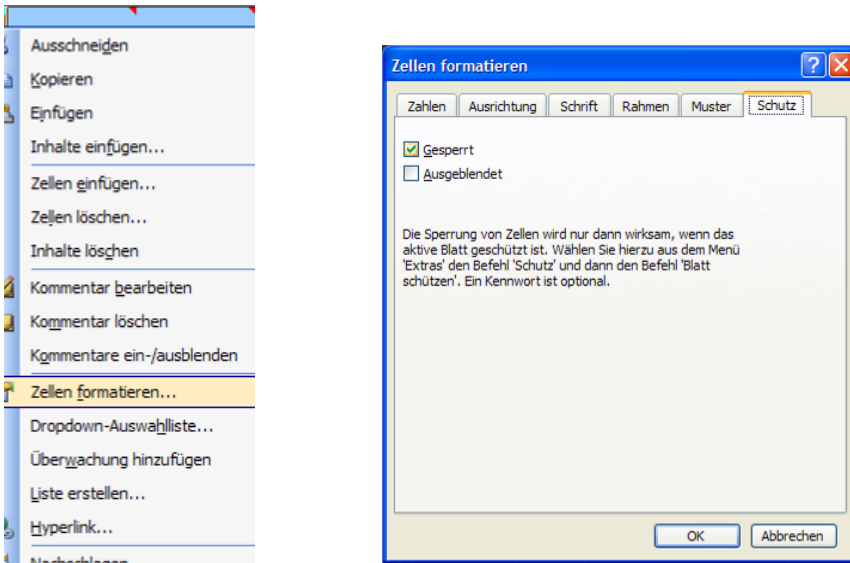 Ausschneiden
Kopieren
Einfügen
Inhalte einfügen...
Zellen einfügen...
Zellen löschen...
Inhalte löschen
Kommentar bearbeiten
Kommentar löschen
Kommentare ein-/ausblenden
Zellen formatieren...
Dropdown-Auswahlliste...
Überwachung hinzufügen
Liste erstellen...
Hyperlink...
Nachschlagen
Zellen formatieren
Zahlen Ausrichtung Schrift Rahmen Muster Schutz
Gesperrt
Ausgeblendet
Die Sperrung von Zellen wird nur dann wirksam, wenn das
aktive Blatt geschützt ist. Wählen Sie hierzu aus dem Menü
'Extras' den Befehl 'Schutz' und dann den Befehl 'Blatt
schützen'. Ein Kennwort ist optional.
OK Abbrechen